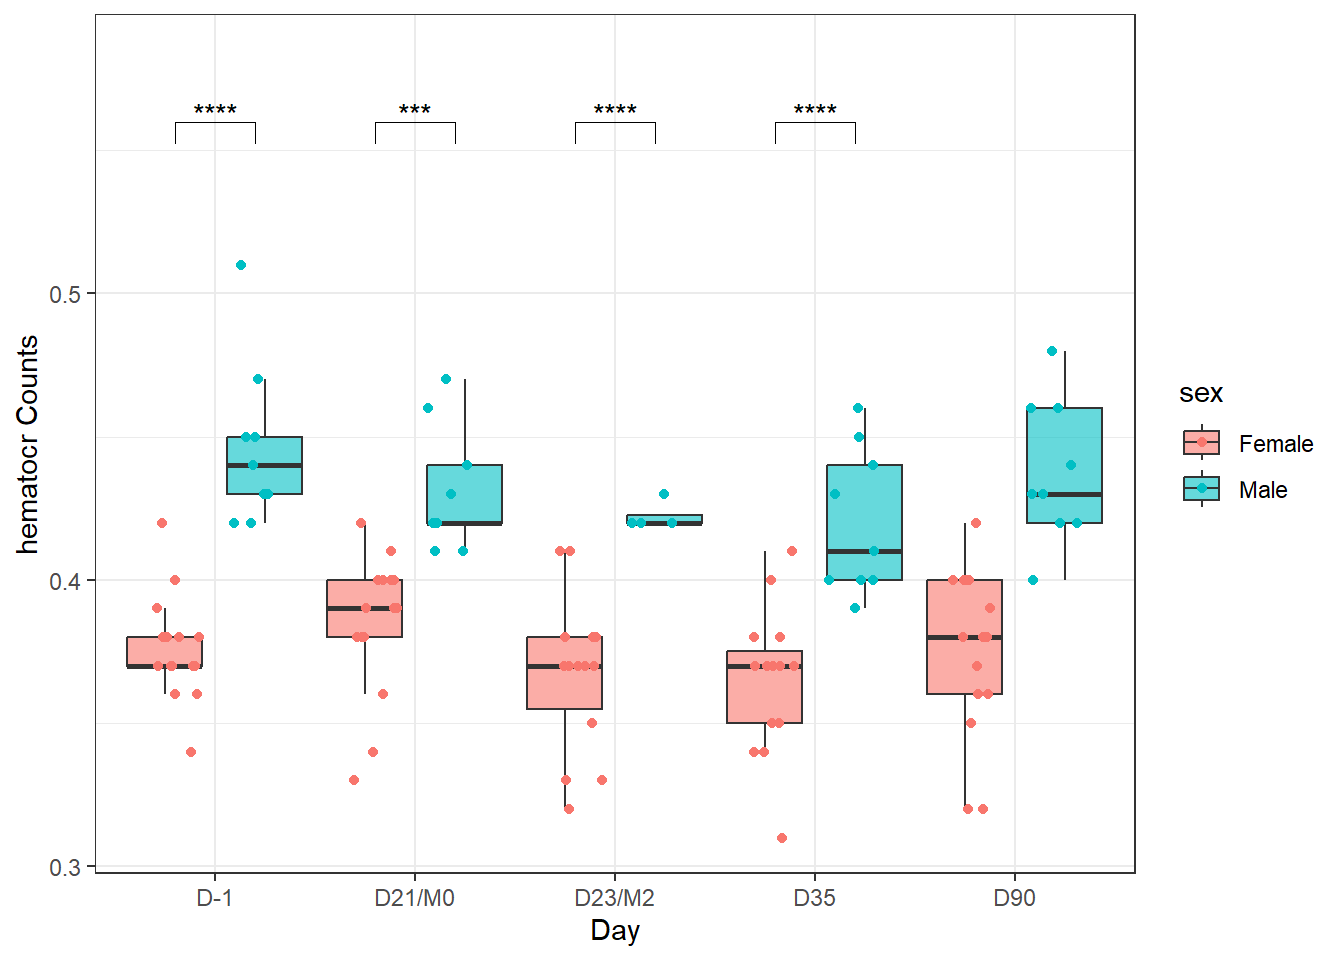 **** *** **** ****
0.5
0.4
0.3
hematocr Counts
D-1 D21/M0 D23/M2 D35 D90
Day
sex
Female
Male